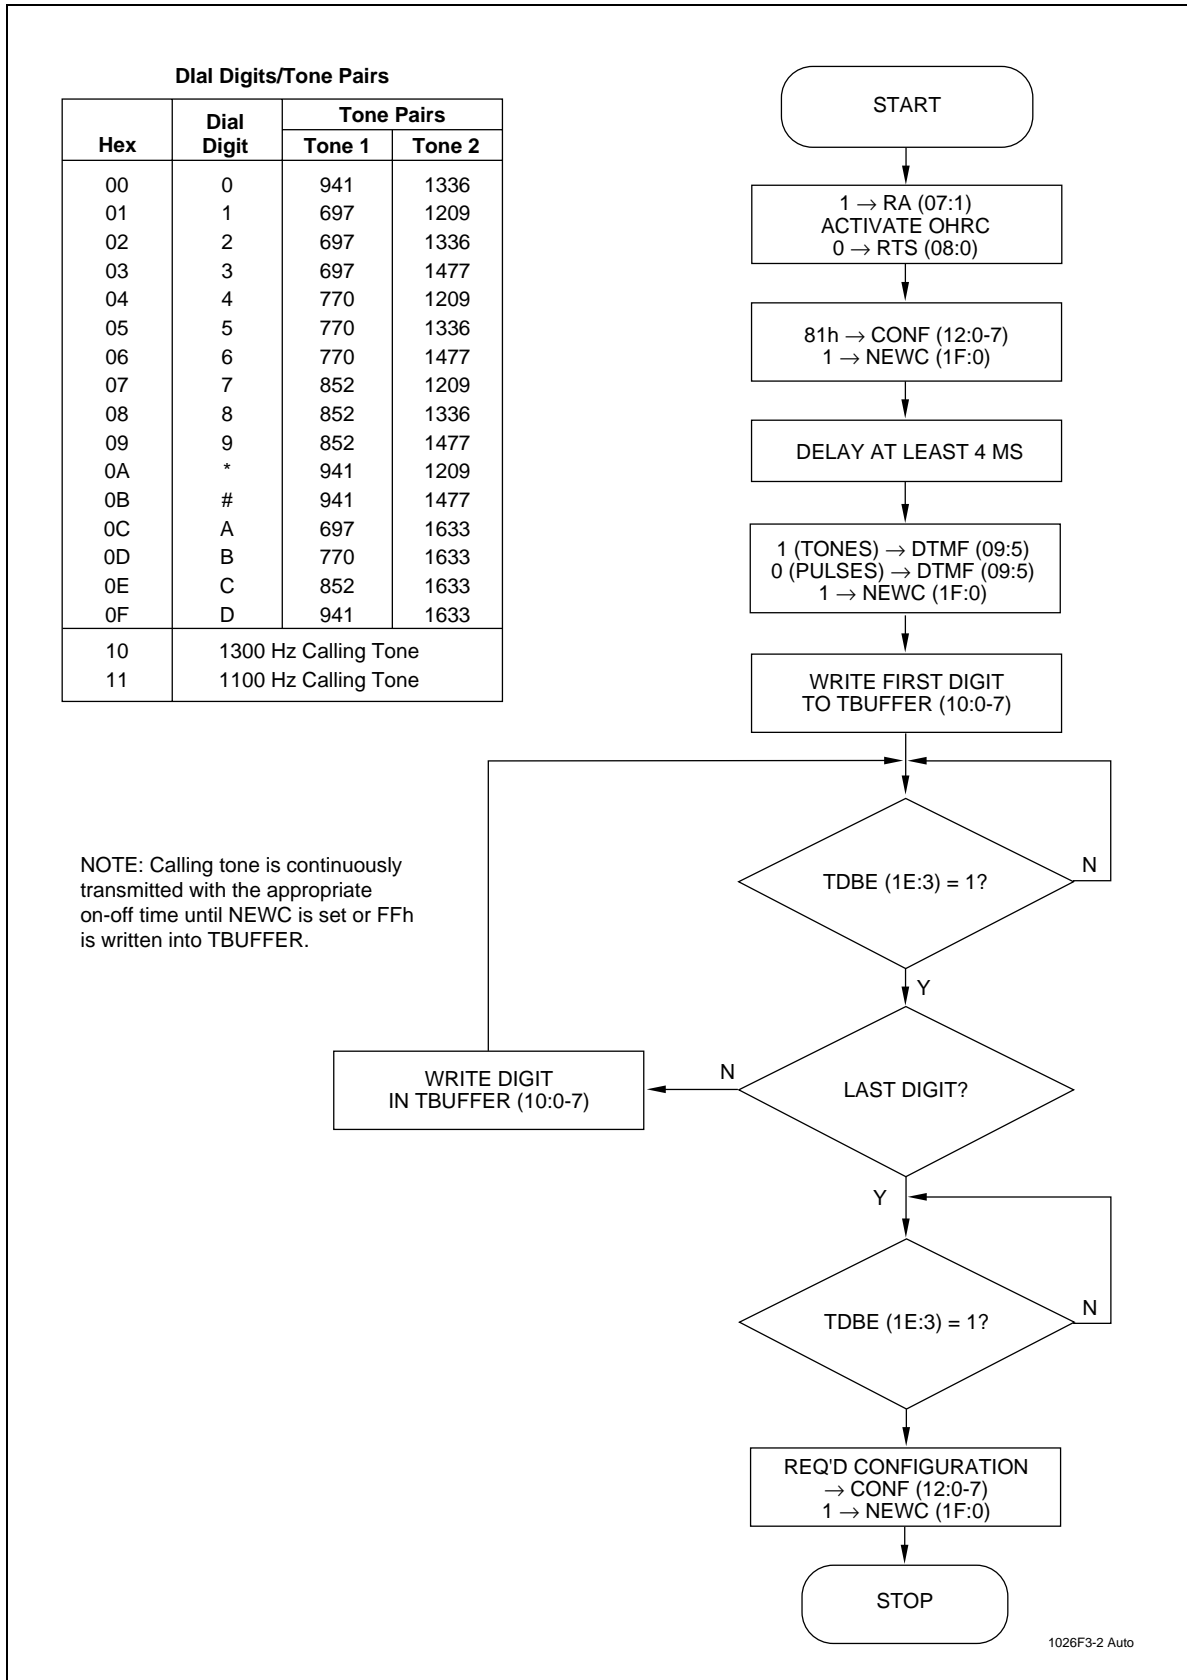 DIal Digits/Tone Pairs
Hex Dial Digit Tone Pairs
Tone 1 Tone 2
00 0 941 1336
01 1 697 1209
02 2 697 1336
03 3 697 1477
04 4 770 1209
05 5 770 1336
06 6 770 1477
07 7 852 1209
08 8 852 1336
09 9 852 1477
0A * 941 1209
0B # 941 1477
0C A 697 1633
0D B 770 1633
0E C 852 1633
0F D 941 1633
10 1300 Hz Calling Tone
11 1100 Hz Calling Tone
NOTE: Calling tone is continuously
transmitted with the appropriate
on-off time until NEWC is set or FFh
is written into TBUFFER.
START
1 → RA (07:1)
ACTIVATE OHRC
0 → RTS (08:0)
81h → CONF (12:0-7)
1 → NEWC (1F:0)
DELAY AT LEAST 4 MS
1 (TONES) → DTMF (09:5)
0 (PULSES) → DTMF (09:5)
1 → NEWC (1F:0)
WRITE FIRST DIGIT
TO TBUFFER (10:0-7)
TDBE (1E:3) = 1?
N
Y
LAST DIGIT?
N
WRITE DIGIT
IN TBUFFER (10:0-7)
Y
TDBE (1E:3) = 1?
N
REQ'D CONFIGURATION
→ CONF (12:0-7)
1 → NEWC (1F:0)
STOP
1026F3-2 Auto